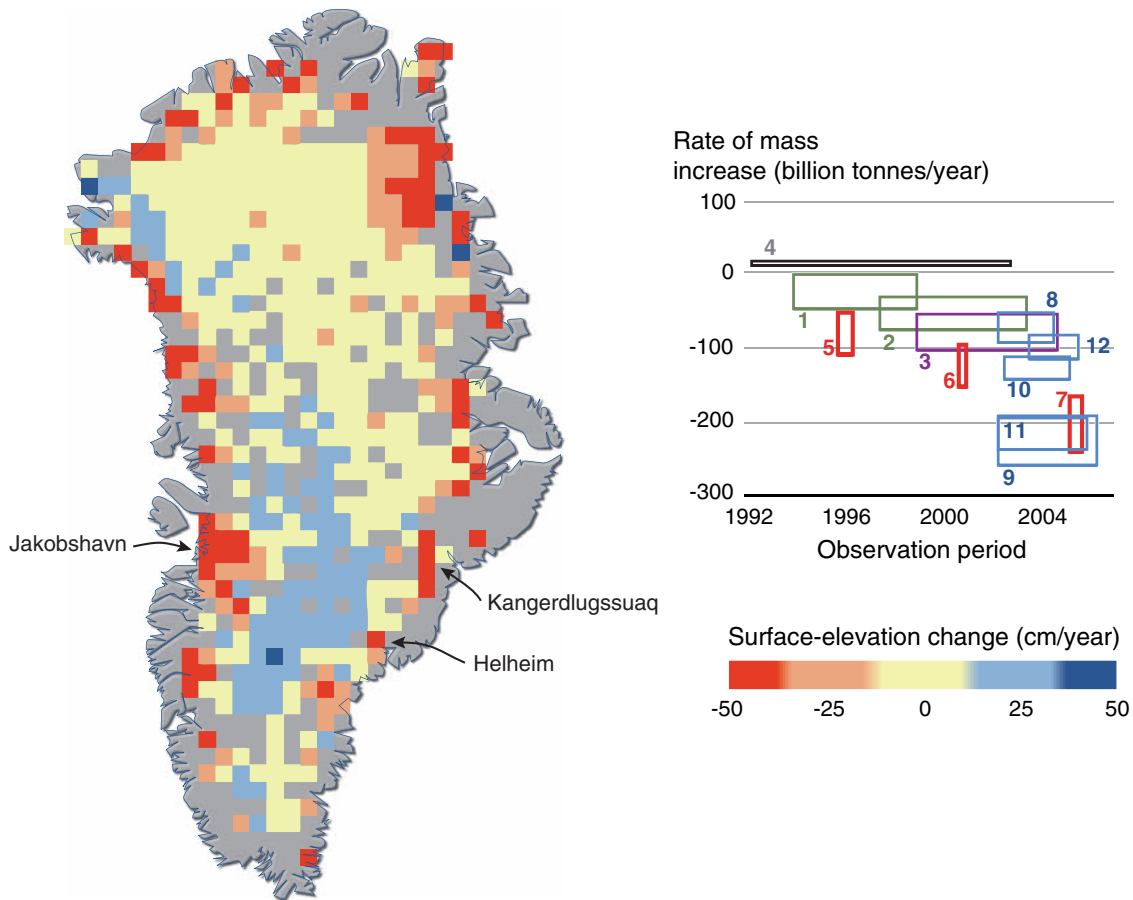 Jakobshavn
Kangerdlugssuaq
Helheim
Rate of mass
increase (billion tonnes/year)
100
0
-100
-200
-300
4
1
2
5
3
6
8
12
10
7
11
9
1992 1996 2000 2004
Observation period
Surface-elevation change (cm/year)
-50 -25 0 25 50